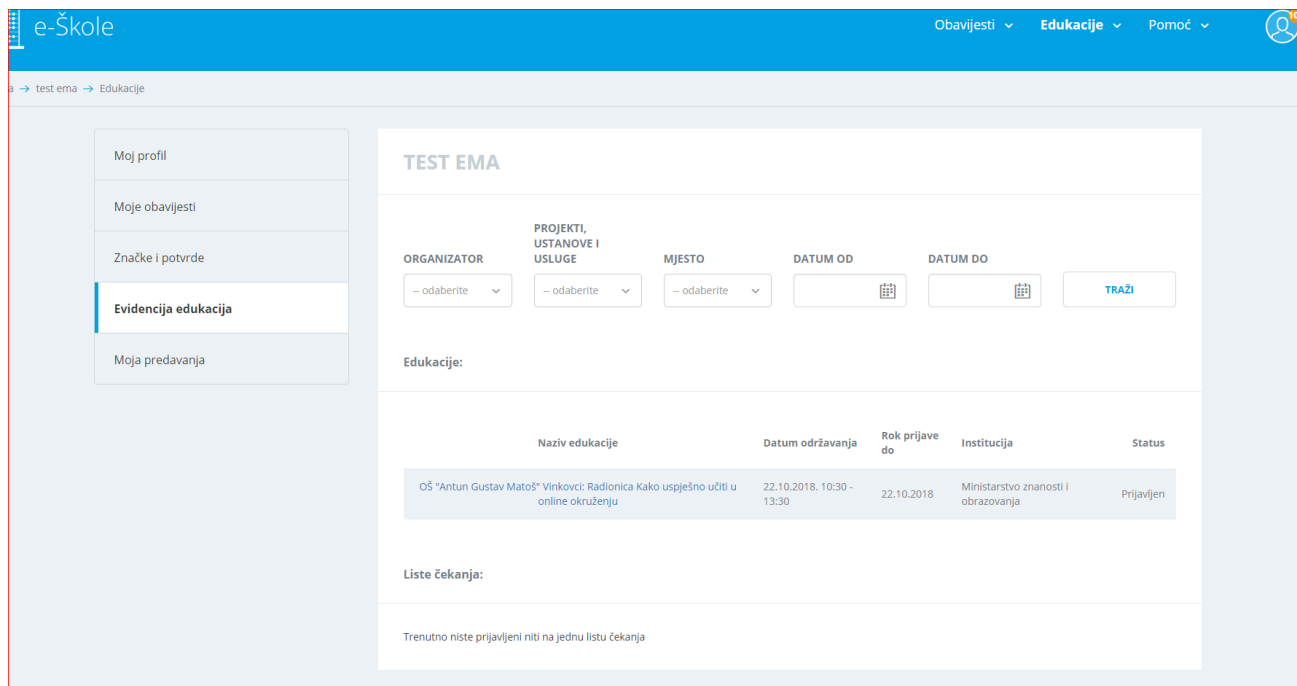 e-Škole
Obavijesti
Edukacije
Pomoć
10
a → test ema → Edukacije
Moj profil
Moje obavijesti
Značke i potvrde
Evidencija edukacija
Moja predavanja
TEST EMA
ORGANIZATOR
PROJEKTI,
USTANOVE I
USLUGE
MJESTO
DATUM OD
DATUM DO
-- odaberite
-- odaberite
-- odaberite
TRAŽI
Edukacije:
Naziv edukacije
Datum održavanja
Rok prijave
do
Institucija
Status
OŠ "Antun Gustav Matoš" Vinkovci: Radionica Kako uspješno učiti u
online okruženju
22.10.2018. 10:30 -
13:30
22.10.2018
Ministarstvo znanosti i
obrazovanja
Prijavljen
Liste čekanja:
Trenutno niste prijavljeni niti na jednu listu čekanja